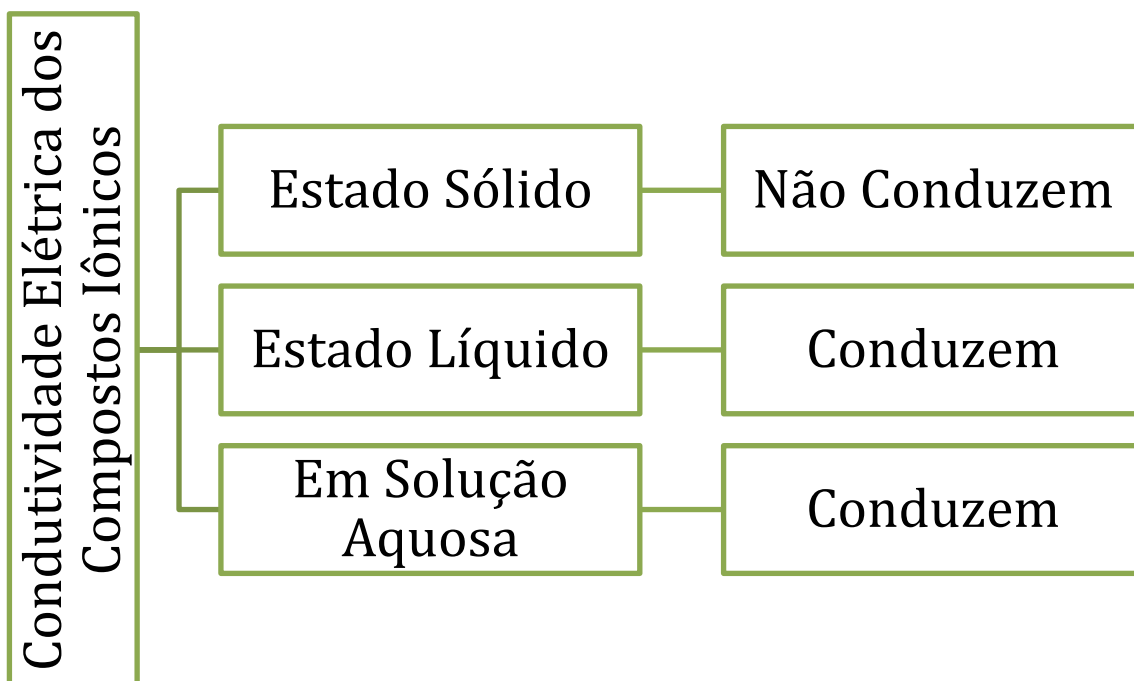 Condutividade Elétrica dos
Compostos Iônicos
Estado Sólido
Não Conduzem
Estado Líquido
Conduzem
Em Solução
Aquosa
Conduzem